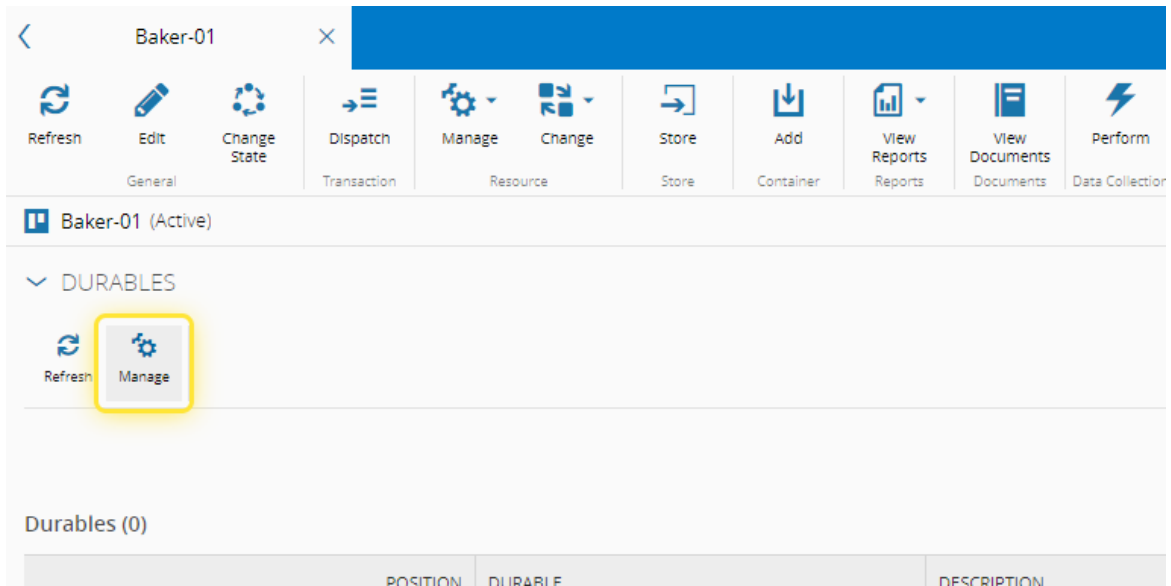 Baker-01
Refresh
Edit
Change
State
Dispatch
Manage
Change
Store
Add
View
Reports
View
Documents
Perform
General
Transaction
Resource
Store
Container
Reports
Documents
Data Collection
Baker-01 (Active)
DURABLES
Refresh
Manage
Durables (0)
POSITION DURABLE DESCRIPTION